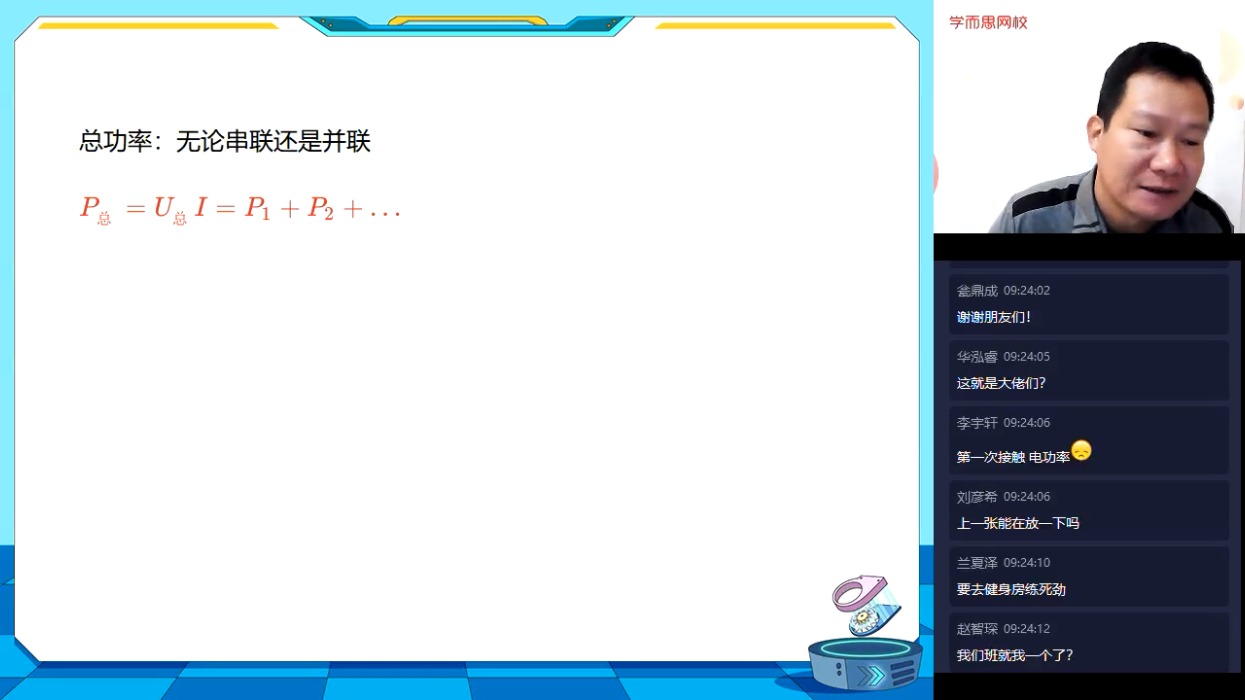 总功率：无论串联还是并联
P总 = U总 I = P1 + P2 + ...
学而思网校
瓮鼎成 09:24:02
谢谢朋友们！
华泓睿 09:24:05
这就是大佬们？
李宇轩 09:24:06
第一次接触 电功率😞
刘彦希 09:24:06
上一张能在放一下吗
兰夏泽 09:24:10
要去健身房练死劲
赵智琛 09:24:12
我们班就我一个了？